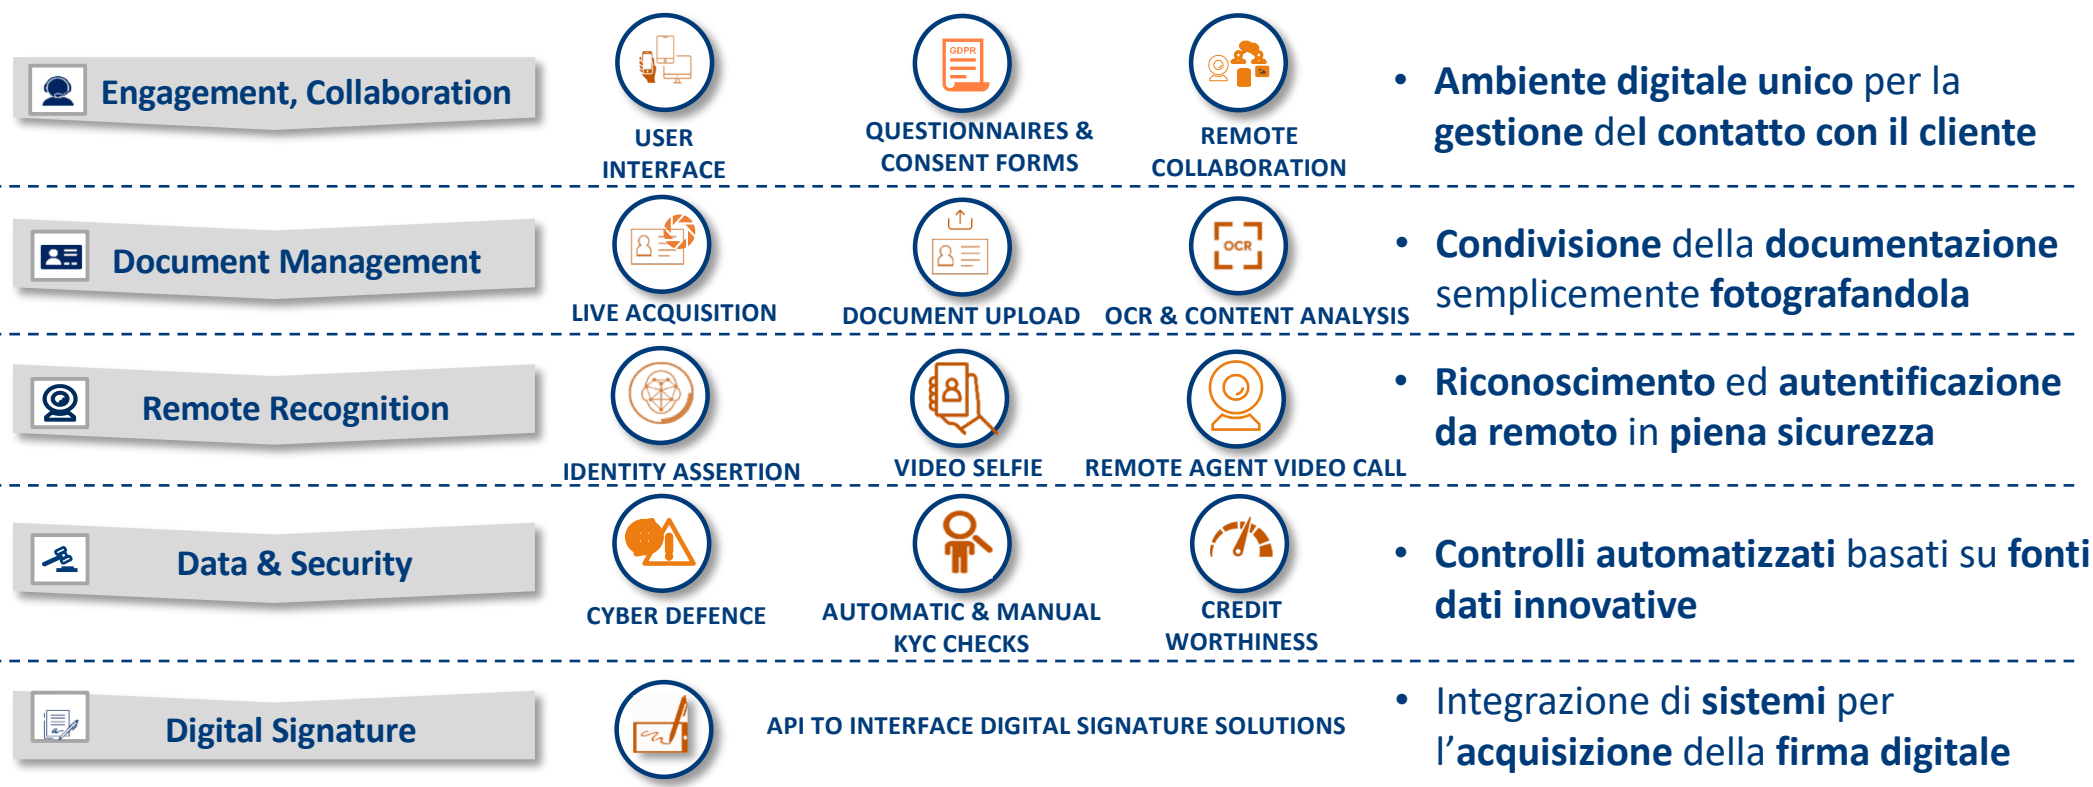 Engagement, Collaboration
USER
INTERFACE
GDPR
QUESTIONNAIRES &
CONSENT FORMS
REMOTE
COLLABORATION
• Ambiente digitale unico per la
gestione del contatto con il cliente
Document Management
LIVE ACQUISITION
DOCUMENT UPLOAD
OCR
OCR & CONTENT ANALYSIS
• Condivisione della documentazione
semplicemente fotografandola
Remote Recognition
IDENTITY ASSERTION
VIDEO SELFIE
REMOTE AGENT VIDEO CALL
• Riconoscimento ed autentificazione
da remoto in piena sicurezza
Data & Security
CYBER DEFENCE
AUTOMATIC & MANUAL
KYC CHECKS
CREDIT
WORTHINESS
• Controlli automatizzati basati su fonti
dati innovative
Digital Signature
API TO INTERFACE DIGITAL SIGNATURE SOLUTIONS
• Integrazione di sistemi per
l’acquisizione della firma digitale